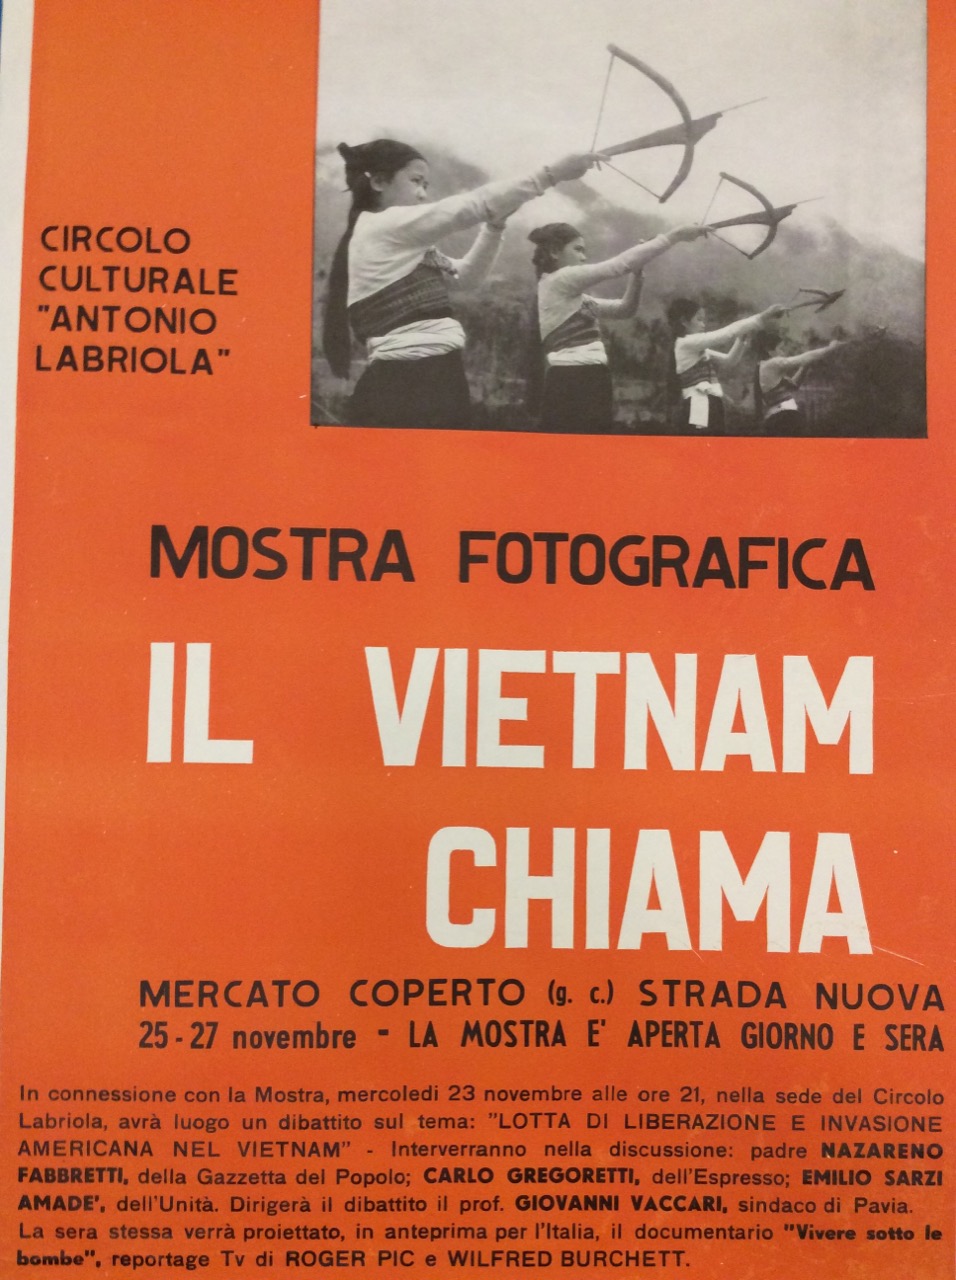 CIRCOLO
CULTURALE
"ANTONIO
LABRIOLA"
MOSTRA FOTOGRAFICA
IL VIETNAM
CHIAMA
MERCATO COPERTO (g. c.) STRADA NUOVA
25 - 27 novembre - LA MOSTRA E' APERTA GIORNO E SERA
In connessione con la Mostra, mercoledì 23 novembre alle ore 21, nella sede del Circolo
Labriola, avrà luogo un dibattito sul tema: "LOTTA DI LIBERAZIONE E INVASIONE
AMERICANA NEL VIETNAM" - Interverranno nella discussione: padre NAZARENO
FABBRETTI, della Gazzetta del Popolo; CARLO GREGORETTI, dell'Espresso; EMILIO SARZI
AMADE', dell'Unità. Dirigerà il dibattito il prof. GIOVANNI VACCARI, sindaco di Pavia.
La sera stessa verrà proiettato, in anteprima per l'Italia, il documentario "Vivere sotto le
bombe", reportage Tv di ROGER PIC e WILFRED BURCHETT.